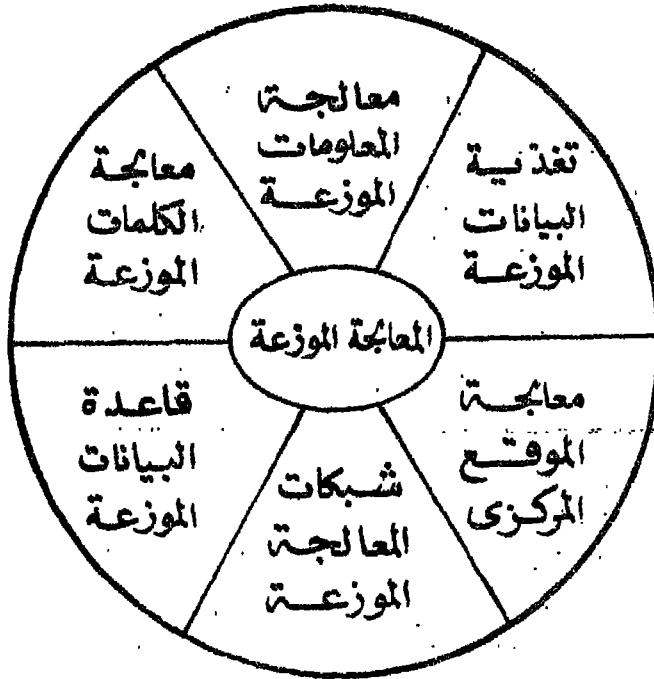 معالجة
المعلومات
الموزعة
تغذية
البيانات
الموزعة
معالجة
الكلمات
الموزعة
المعالجة الموزعة
معالجة
الموقع
المركزى
قاعدة
البيانات
الموزعة
شبكات
المعالجة
الموزعة